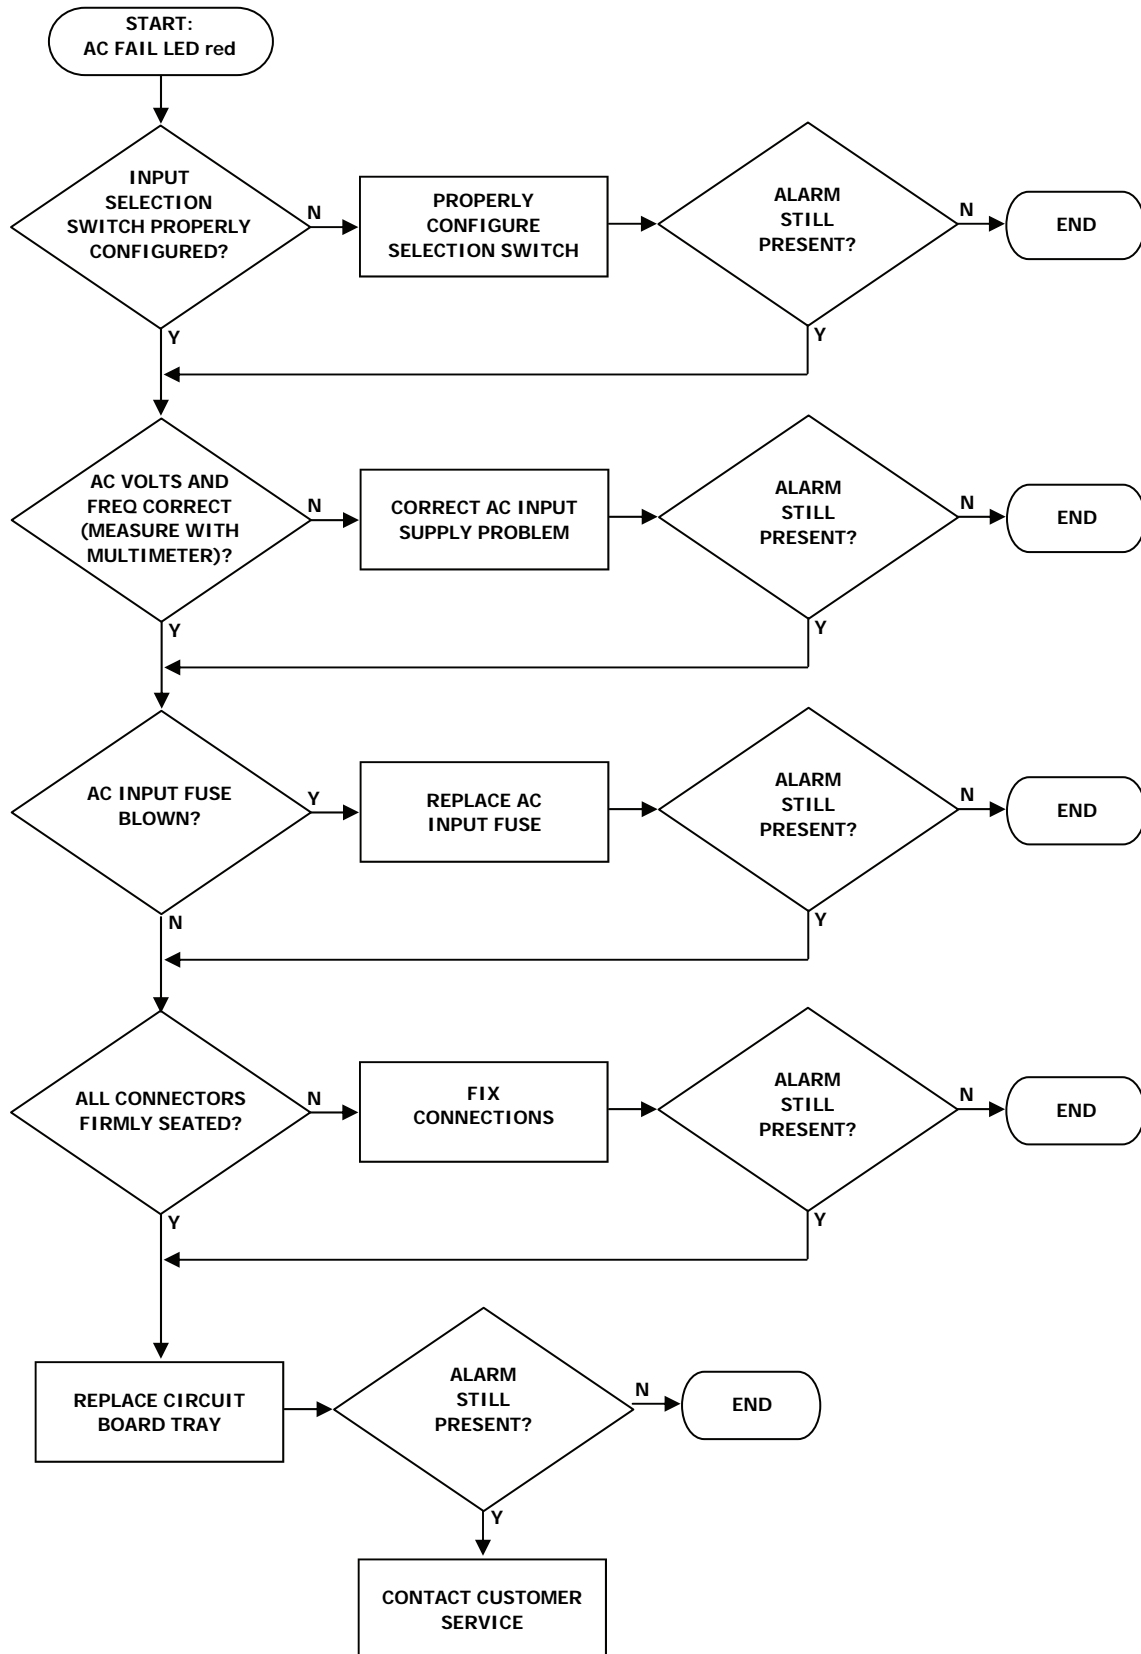 START:
AC FAIL LED red
INPUT
SELECTION
SWITCH PROPERLY
CONFIGURED?
N
PROPERLY
CONFIGURE
SELECTION SWITCH
ALARM
STILL
PRESENT?
N
END
Y
Y
AC VOLTS AND
FREQ CORRECT
(MEASURE WITH
MULTIMETER)?
N
CORRECT AC INPUT
SUPPLY PROBLEM
ALARM
STILL
PRESENT?
N
END
Y
Y
AC INPUT FUSE
BLOWN?
Y
REPLACE AC
INPUT FUSE
ALARM
STILL
PRESENT?
N
END
N
Y
ALL CONNECTORS
FIRMLY SEATED?
N
FIX
CONNECTIONS
ALARM
STILL
PRESENT?
N
END
Y
Y
REPLACE CIRCUIT
BOARD TRAY
ALARM
STILL
PRESENT?
N
END
Y
CONTACT CUSTOMER
SERVICE